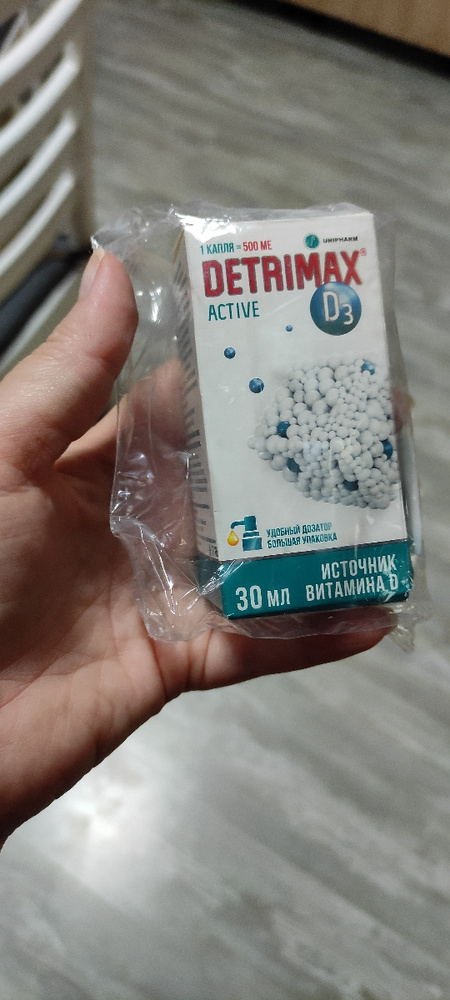 1 КАПЛЯ = 500 МЕ
UNIPHARM
DETRIMAX®
ACTIVE
D3
УДОБНЫЙ ДОЗАТОР
БОЛЬШАЯ УПАКОВКА
30 МЛ
ИСТОЧНИК
ВИТАМИНА D